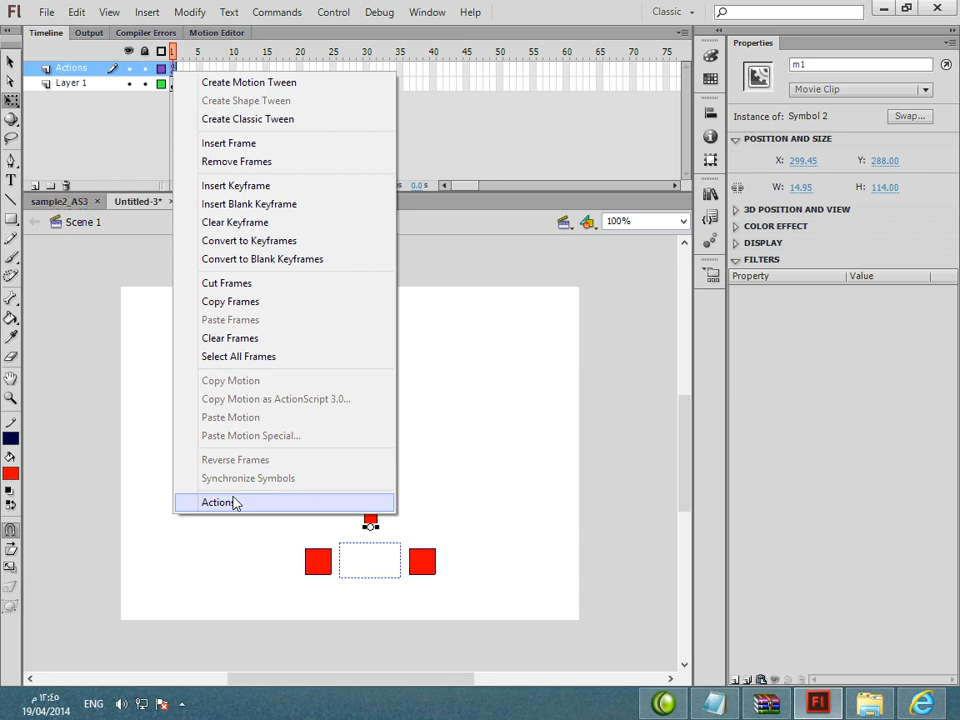 Fl File Edit View Insert Modify Text Commands Control Debug Window Help Classic
Timeline Output Compiler Errors Motion Editor
1 5 10 15 20 25 30 35 40 45 50 55 60 65 70 75
Actions
Layer 1
0.0s
Create Motion Tween
Create Shape Tween
Create Classic Tween
Insert Frame
Remove Frames
Insert Keyframe
Insert Blank Keyframe
Clear Keyframe
Convert to Keyframes
Convert to Blank Keyframes
Cut Frames
Copy Frames
Paste Frames
Clear Frames
Select All Frames
Copy Motion
Copy Motion as ActionScript 3.0...
Paste Motion
Paste Motion Special...
Reverse Frames
Synchronize Symbols
Actions
sample2_AS3 × Untitled-3* ×
Scene 1
100%
T
Properties
m1
Movie Clip
Instance of: Symbol 2 Swap...
POSITION AND SIZE
X: 299.45 Y: 288.00
W: 14.95 H: 114.00
3D POSITION AND VIEW
COLOR EFFECT
DISPLAY
FILTERS
Property Value
١٢:٤٥ م
19/04/2014
ENG
Fl